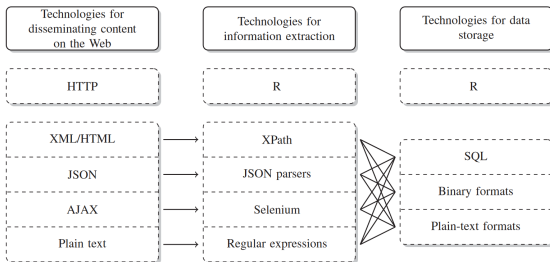 Technologies for
disseminating content
on the Web
Technologies for
information extraction
Technologies for data
storage
HTTP
R
R
XML/HTML
XPath
JSON
JSON parsers
AJAX
Selenium
Plain text
Regular expressions
SQL
Binary formats
Plain-text formats